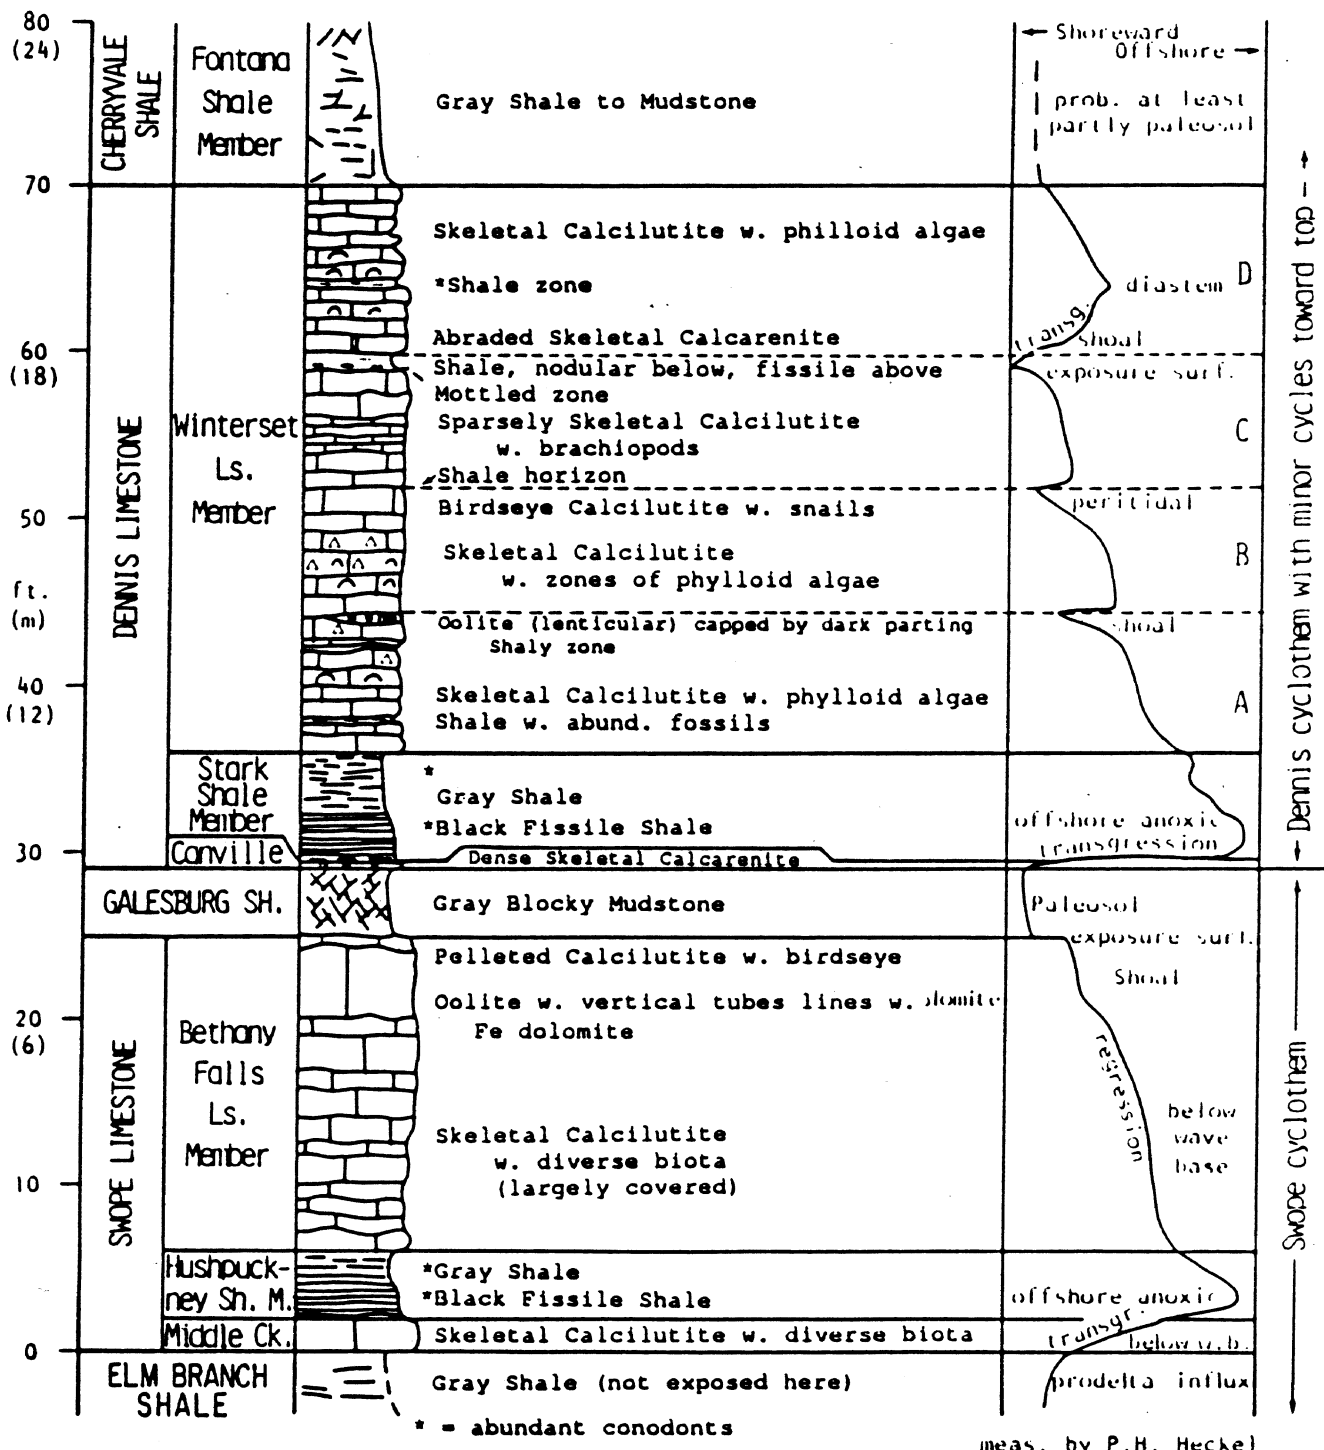 80
(24)
CHERRYVALE
SHALE
Fontana
Shale
Member
Gray Shale to Mudstone
← Shoreward
Offshore →
prob. at least
partly paleosol
70
DENNIS LIMESTONE
Winterset
Ls.
Member
Skeletal Calcilutite w. philloid algae
*Shale zone
Abraded Skeletal Calcarenite
diastem
D
transg.
shoal
60
(18)
Shale, nodular below, fissile above
Mottled zone
Sparsely Skeletal Calcilutite
w. brachiopods
Shale horizon
exposure surf.
C
50
Birdseye Calcilutite w. snails
Skeletal Calcilutite
w. zones of phylloid algae
peritidal
B
ft.
(m)
Oolite (lenticular) capped by dark parting
Shaly zone
shoal
40
(12)
Skeletal Calcilutite w. phylloid algae
Shale w. abund. fossils
A
Stark
Shale
Member
*
Gray Shale
*Black Fissile Shale
offshore anoxic
transgression
30
Canville
Dense Skeletal Calcarenite
← Dennis cyclothem with minor cycles toward top →
GALESBURG SH.
Gray Blocky Mudstone
Paleosol
exposure surf.
SWOPE LIMESTONE
Bethany
Falls
Ls.
Member
Pelleted Calcilutite w. birdseye
Oolite w. vertical tubes lines w. olomite
Fe dolomite
Shoal
20
(6)
regression
Skeletal Calcilutite
w. diverse biota
(largely covered)
below
wave
base
10
Hushpuck-
ney Sh. M.
*Gray Shale
*Black Fissile Shale
offshore anoxic
Middle Ck.
Skeletal Calcilutite w. diverse biota
transgr.
below w.b.
0
← Swope cyclothem →
ELM BRANCH
SHALE
Gray Shale (not exposed here)
prodelta influx
* = abundant conodonts
meas. by P.H. Heckel